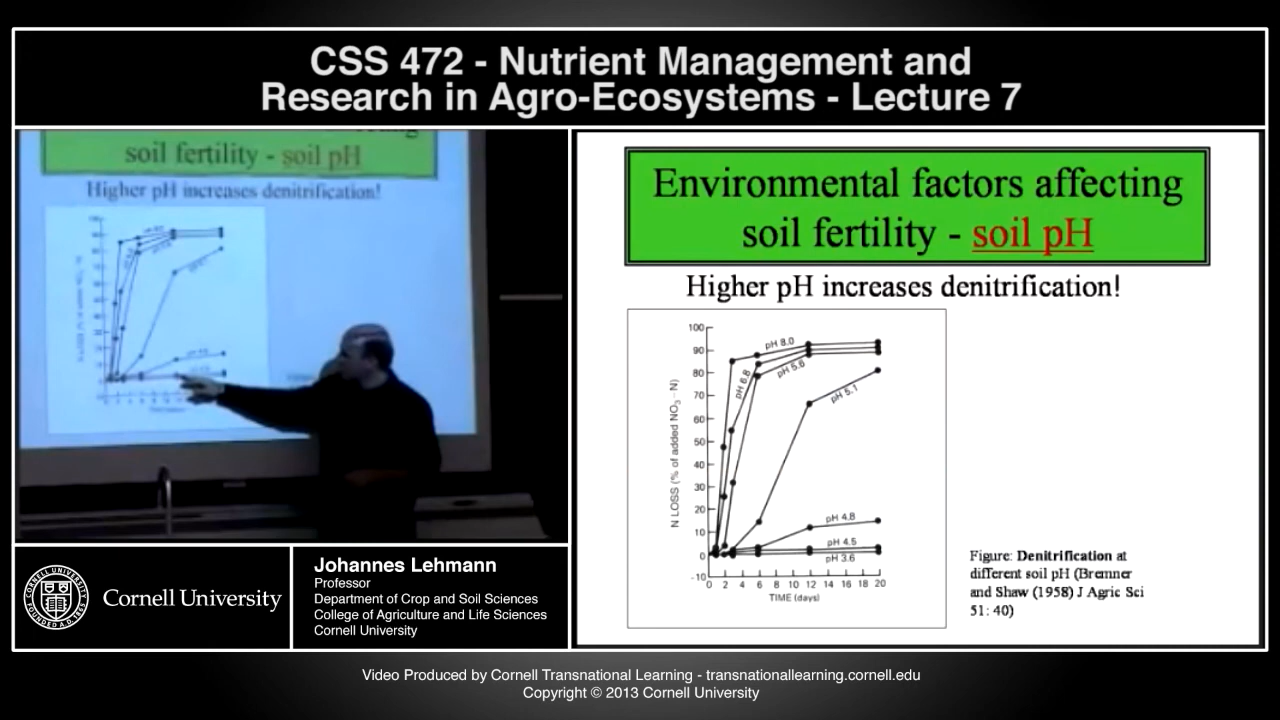 CSS 472 - Nutrient Management and
Research in Agro-Ecosystems - Lecture 7
soil fertility - soil pH
Higher pH increases denitrification!
Environmental factors affecting
soil fertility - soil pH
Higher pH increases denitrification!
N LOSS (% of added NO3–N)
100
90
80
70
60
50
40
30
20
10
0
-10
pH 8.0
pH 6.8
pH 5.6
pH 5.1
pH 4.8
pH 4.5
pH 3.6
0 2 4 6 8 10 12 14 16 18 20
TIME (days)
Figure: Denitrification at
different soil pH (Bremner
and Shaw (1958) J Agric Sci
51: 40)
CORNELL UNIVERSITY
FOUNDED A.D. 1865
Cornell University
Johannes Lehmann
Professor
Department of Crop and Soil Sciences
College of Agriculture and Life Sciences
Cornell University
Video Produced by Cornell Transnational Learning - transnationallearning.cornell.edu
Copyright © 2013 Cornell University